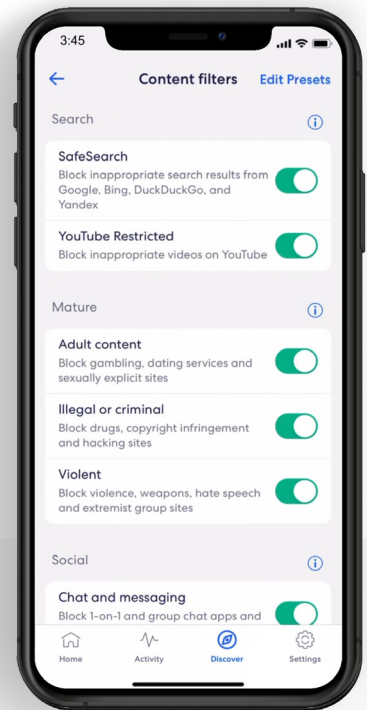 3:45
Content filters
Edit Presets
Search
SafeSearch
Block inappropriate search results from
Google, Bing, DuckDuckGo, and
Yandex
YouTube Restricted
Block inappropriate videos on YouTube
Mature
Adult content
Block gambling, dating services and
sexually explicit sites
Illegal or criminal
Block drugs, copyright infringement
and hacking sites
Violent
Block violence, weapons, hate speech
and extremist group sites
Social
Chat and messaging
Block 1-on-1 and group chat apps and
Home
Activity
Discover
Settings